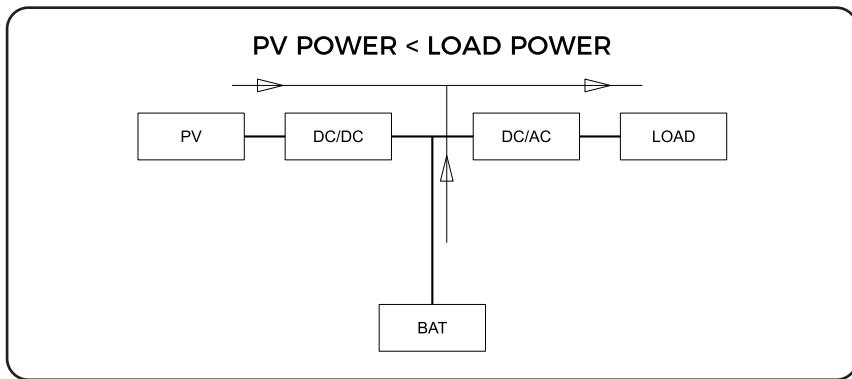 PV POWER < LOAD POWER
PV
DC/DC
DC/AC
LOAD
BAT